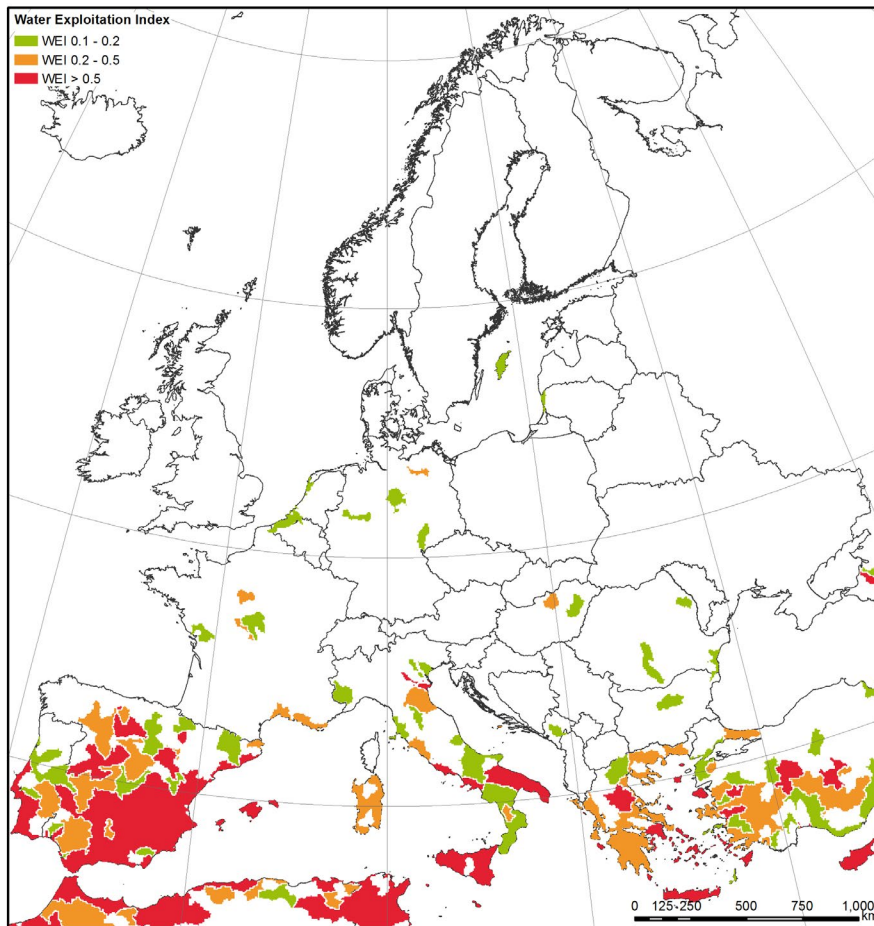 Water Exploitation Index
WEI 0.1 - 0.2
WEI 0.2 - 0.5
WEI > 0.5
0 125 250 500 750 1,000
km